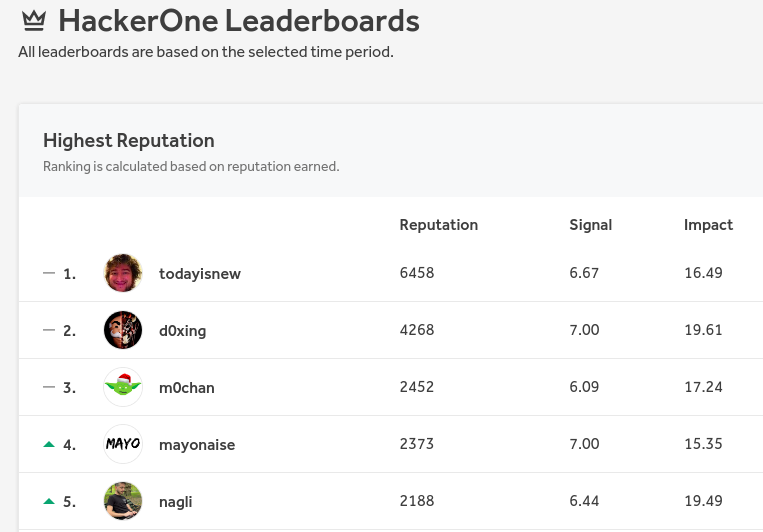 HackerOne Leaderboards
All leaderboards are based on the selected time period.
Highest Reputation
Ranking is calculated based on reputation earned.
Reputation Signal Impact
1. todayisnew 6458 6.67 16.49
2. d0xing 4268 7.00 19.61
3. m0chan 2452 6.09 17.24
4. MAYO mayonaise 2373 7.00 15.35
5. nagli 2188 6.44 19.49